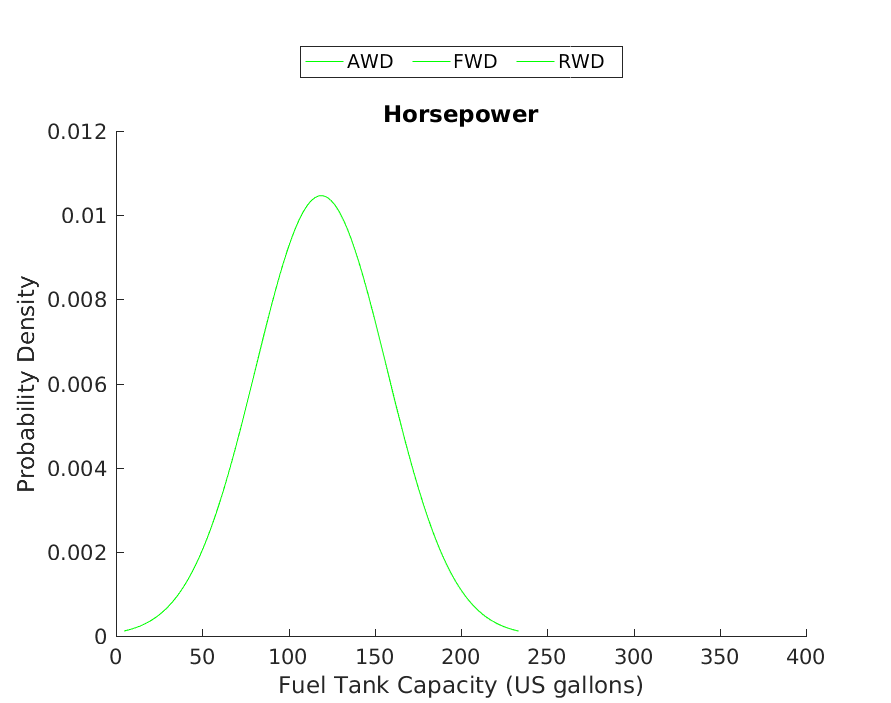 AWD FWD RWD
Horsepower
0.012
0.01
0.008
0.006
0.004
0.002
0
Probability Density
0 50 100 150 200 250 300 350 400
Fuel Tank Capacity (US gallons)